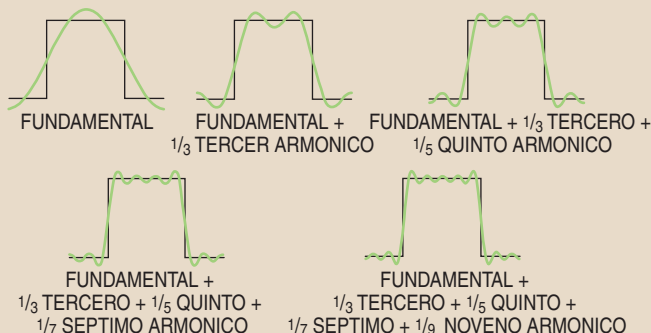 FUNDAMENTAL
FUNDAMENTAL +
1/3 TERCER ARMONICO
FUNDAMENTAL + 1/3 TERCERO +
1/5 QUINTO ARMONICO
FUNDAMENTAL +
1/3 TERCERO + 1/5 QUINTO +
1/7 SEPTIMO ARMONICO
FUNDAMENTAL +
1/3 TERCERO + 1/5 QUINTO +
1/7 SEPTIMO + 1/9 NOVENO ARMONICO